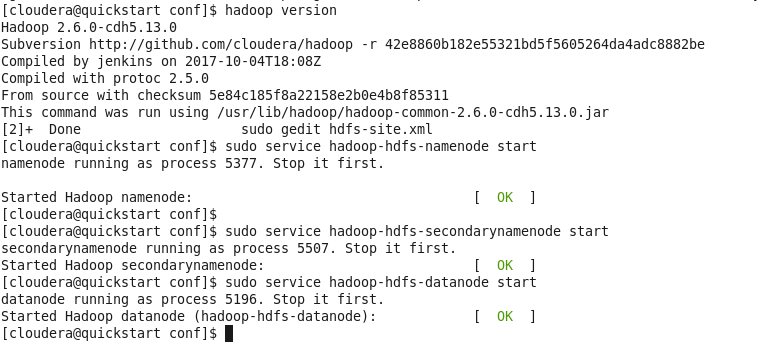 [cloudera@quickstart conf]$ hadoop version
Hadoop 2.6.0-cdh5.13.0
Subversion http://github.com/cloudera/hadoop -r 42e8860b182e55321bd5f5605264da4adc8882be
Compiled by jenkins on 2017-10-04T18:08Z
Compiled with protoc 2.5.0
From source with checksum 5e84c185f8a22158e2b0e4b8f85311
This command was run using /usr/lib/hadoop/hadoop-common-2.6.0-cdh5.13.0.jar
[2]+  Done                    sudo gedit hdfs-site.xml
[cloudera@quickstart conf]$ sudo service hadoop-hdfs-namenode start
namenode running as process 5377. Stop it first.
Started Hadoop namenode:                                   [  OK  ]
[cloudera@quickstart conf]$
[cloudera@quickstart conf]$ sudo service hadoop-hdfs-secondarynamenode start
secondarynamenode running as process 5507. Stop it first.
Started Hadoop secondarynamenode:                          [  OK  ]
[cloudera@quickstart conf]$ sudo service hadoop-hdfs-datanode start
datanode running as process 5196. Stop it first.
Started Hadoop datanode (hadoop-hdfs-datanode):            [  OK  ]
[cloudera@quickstart conf]$